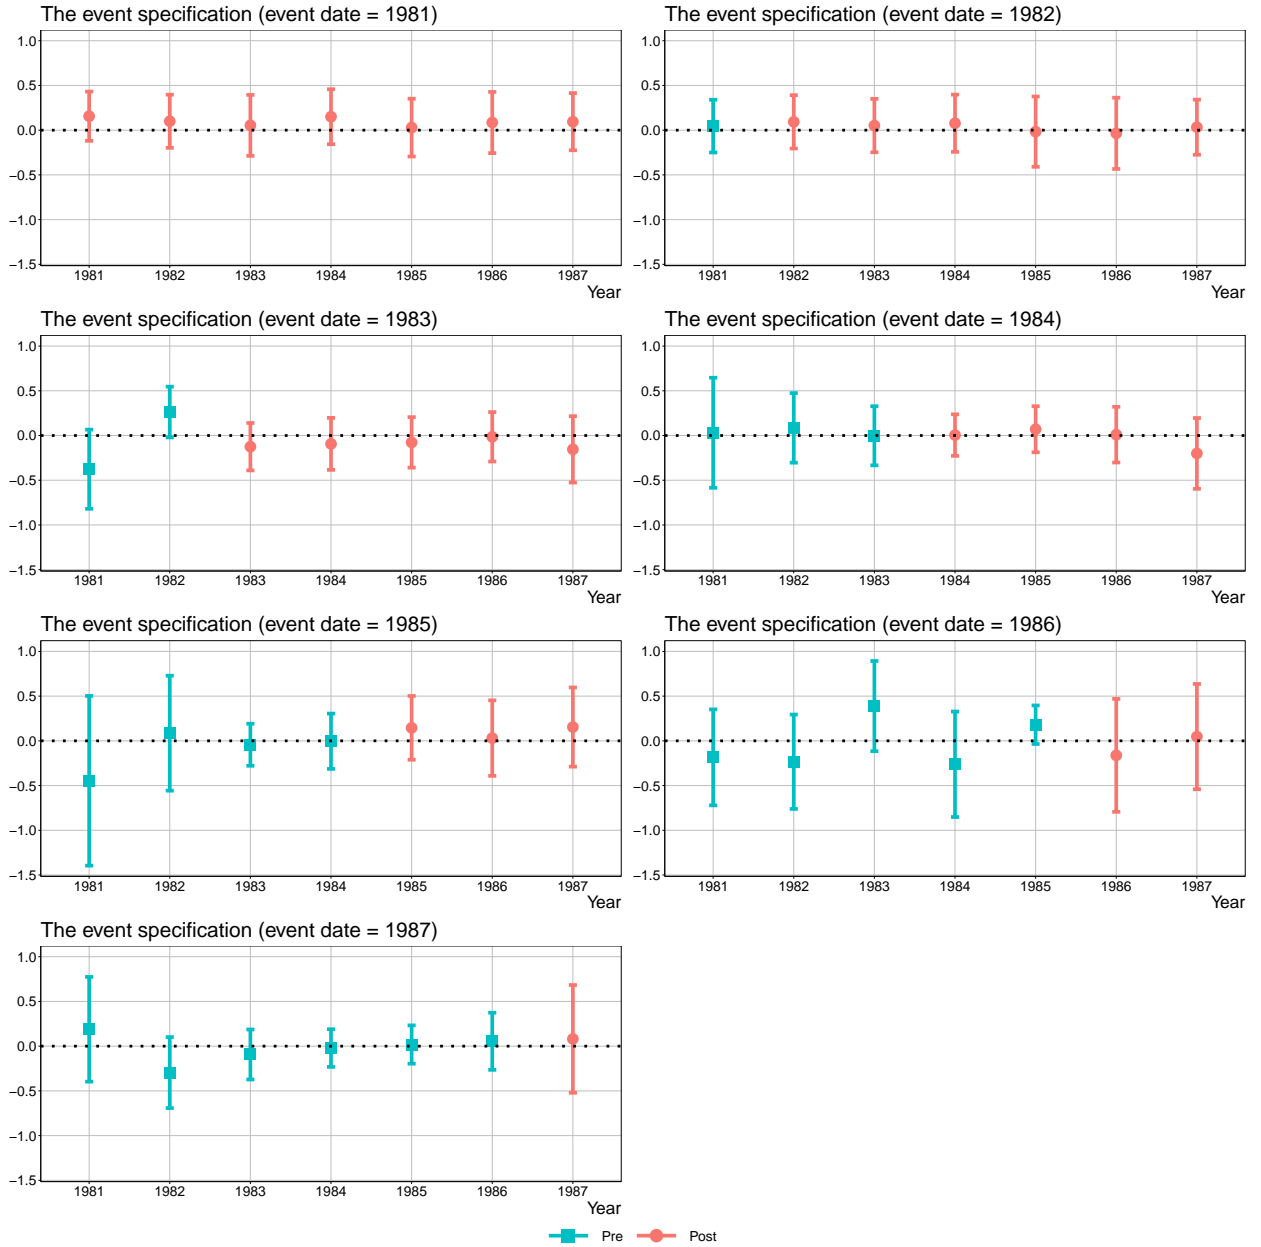 The event specification (event date = 1981)
1.0
0.5
0.0
−0.5
−1.0
−1.5
1981 1982 1983 1984 1985 1986 1987
Year
The event specification (event date = 1982)
1.0
0.5
0.0
−0.5
−1.0
−1.5
1981 1982 1983 1984 1985 1986 1987
Year
The event specification (event date = 1983)
1.0
0.5
0.0
−0.5
−1.0
−1.5
1981 1982 1983 1984 1985 1986 1987
Year
The event specification (event date = 1984)
1.0
0.5
0.0
−0.5
−1.0
−1.5
1981 1982 1983 1984 1985 1986 1987
Year
The event specification (event date = 1985)
1.0
0.5
0.0
−0.5
−1.0
−1.5
1981 1982 1983 1984 1985 1986 1987
Year
The event specification (event date = 1986)
1.0
0.5
0.0
−0.5
−1.0
−1.5
1981 1982 1983 1984 1985 1986 1987
Year
The event specification (event date = 1987)
1.0
0.5
0.0
−0.5
−1.0
−1.5
1981 1982 1983 1984 1985 1986 1987
Year
Pre Post